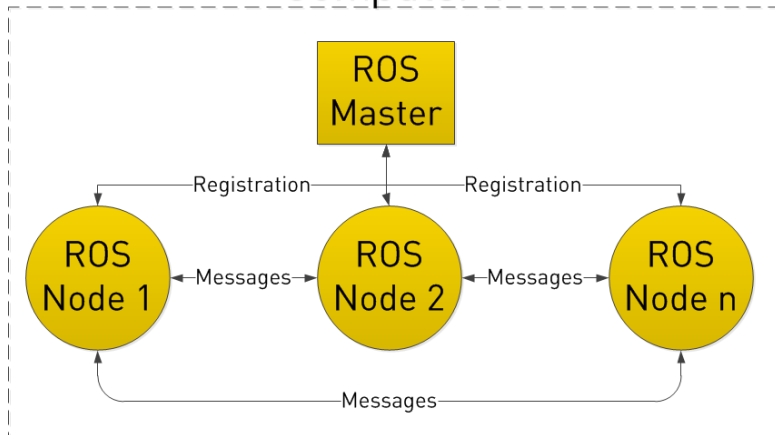 ROS
Master
Registration
Registration
ROS
Node 1
Messages
ROS
Node 2
Messages
ROS
Node n
Messages